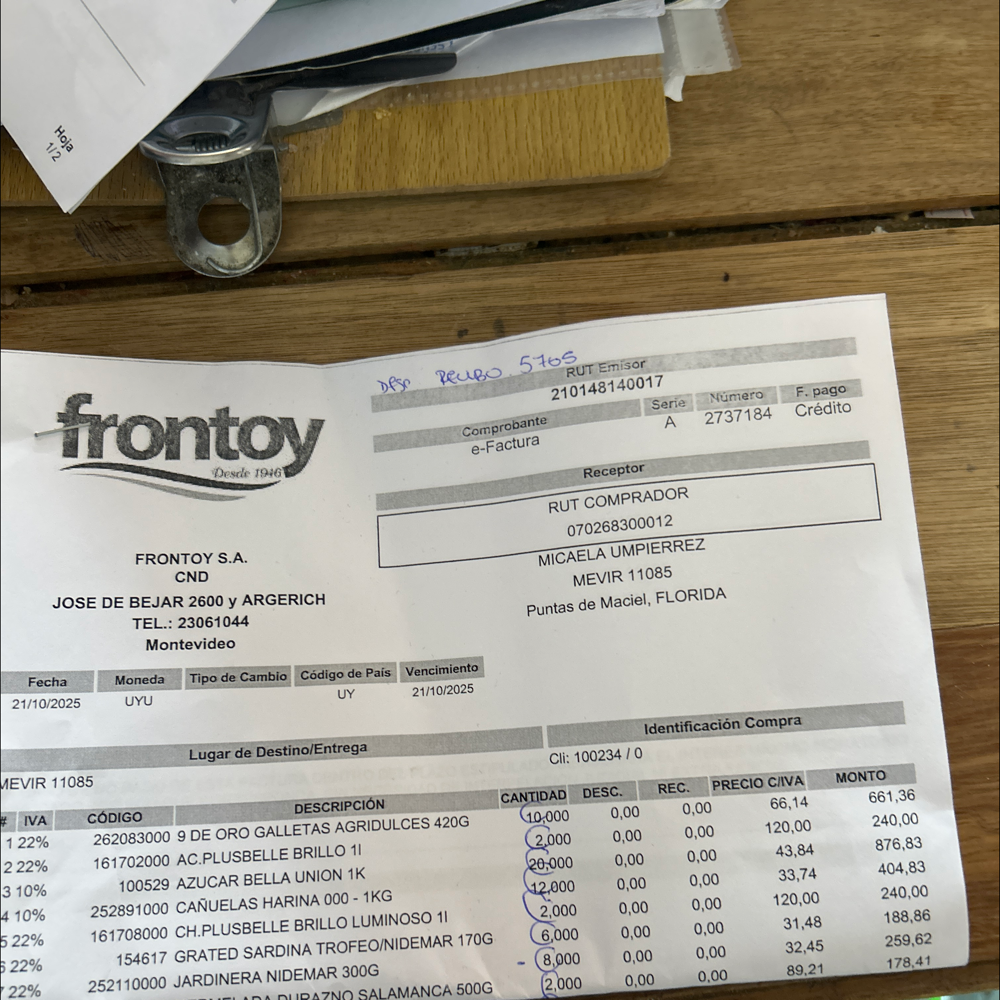 Hoja
1/2
RECIBO 5765
RUT Emisor
210148140017
Comprobante Serie Número F. pago
e-Factura A 2737184 Crédito
frontoy
Desde 1946
Receptor
RUT COMPRADOR
070268300012
MICAELA UMPIERREZ
MEVIR 11085
Puntas de Maciel, FLORIDA
FRONTOY S.A.
CND
JOSE DE BEJAR 2600 y ARGERICH
TEL.: 23061044
Montevideo
Fecha Moneda Tipo de Cambio Código de País Vencimiento
21/10/2025 UYU UY 21/10/2025
Lugar de Destino/Entrega Identificación Compra
MEVIR 11085 Cli: 100234 / 0
# IVA CÓDIGO DESCRIPCIÓN CANTIDAD DESC. REC. PRECIO C/IVA MONTO
1 22% 262083000 9 DE ORO GALLETAS AGRIDULCES 420G 10,000 0,00 0,00 66,14 661,36
2 22% 161702000 AC.PLUSBELLE BRILLO 1l 2,000 0,00 0,00 120,00 240,00
3 10% 100529 AZUCAR BELLA UNION 1K 20,000 0,00 0,00 43,84 876,83
4 10% 252891000 CAÑUELAS HARINA 000 - 1KG 12,000 0,00 0,00 33,74 404,83
5 22% 161708000 CH.PLUSBELLE BRILLO LUMINOSO 1l 2,000 0,00 0,00 120,00 240,00
6 22% 154617 GRATED SARDINA TROFEO/NIDEMAR 170G 6,000 0,00 0,00 31,48 188,86
7 22% 252110000 JARDINERA NIDEMAR 300G 8,000 0,00 0,00 32,45 259,62
DURAZNO SALAMANCA 500G 2,000 0,00 0,00 89,21 178,41